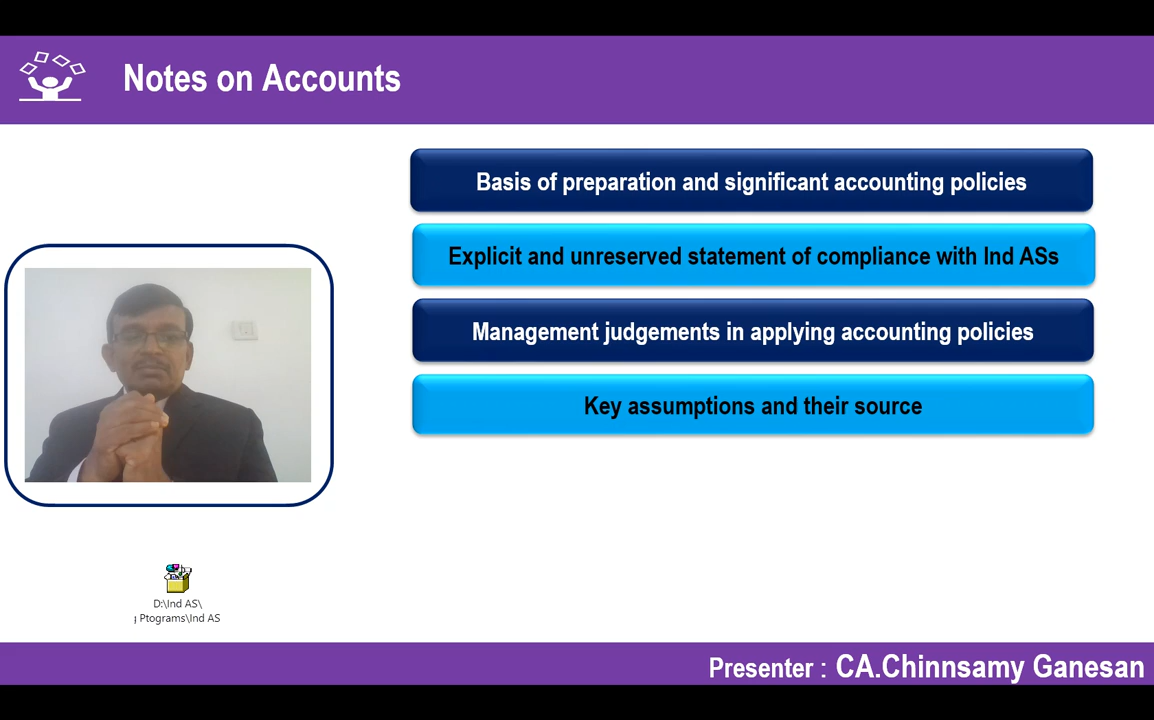 Notes on Accounts
Basis of preparation and significant accounting policies
Explicit and unreserved statement of compliance with Ind ASs
Management judgements in applying accounting policies
Key assumptions and their source
D:\Ind AS\
Ptograms\Ind AS
Presenter : CA.Chinnsamy Ganesan